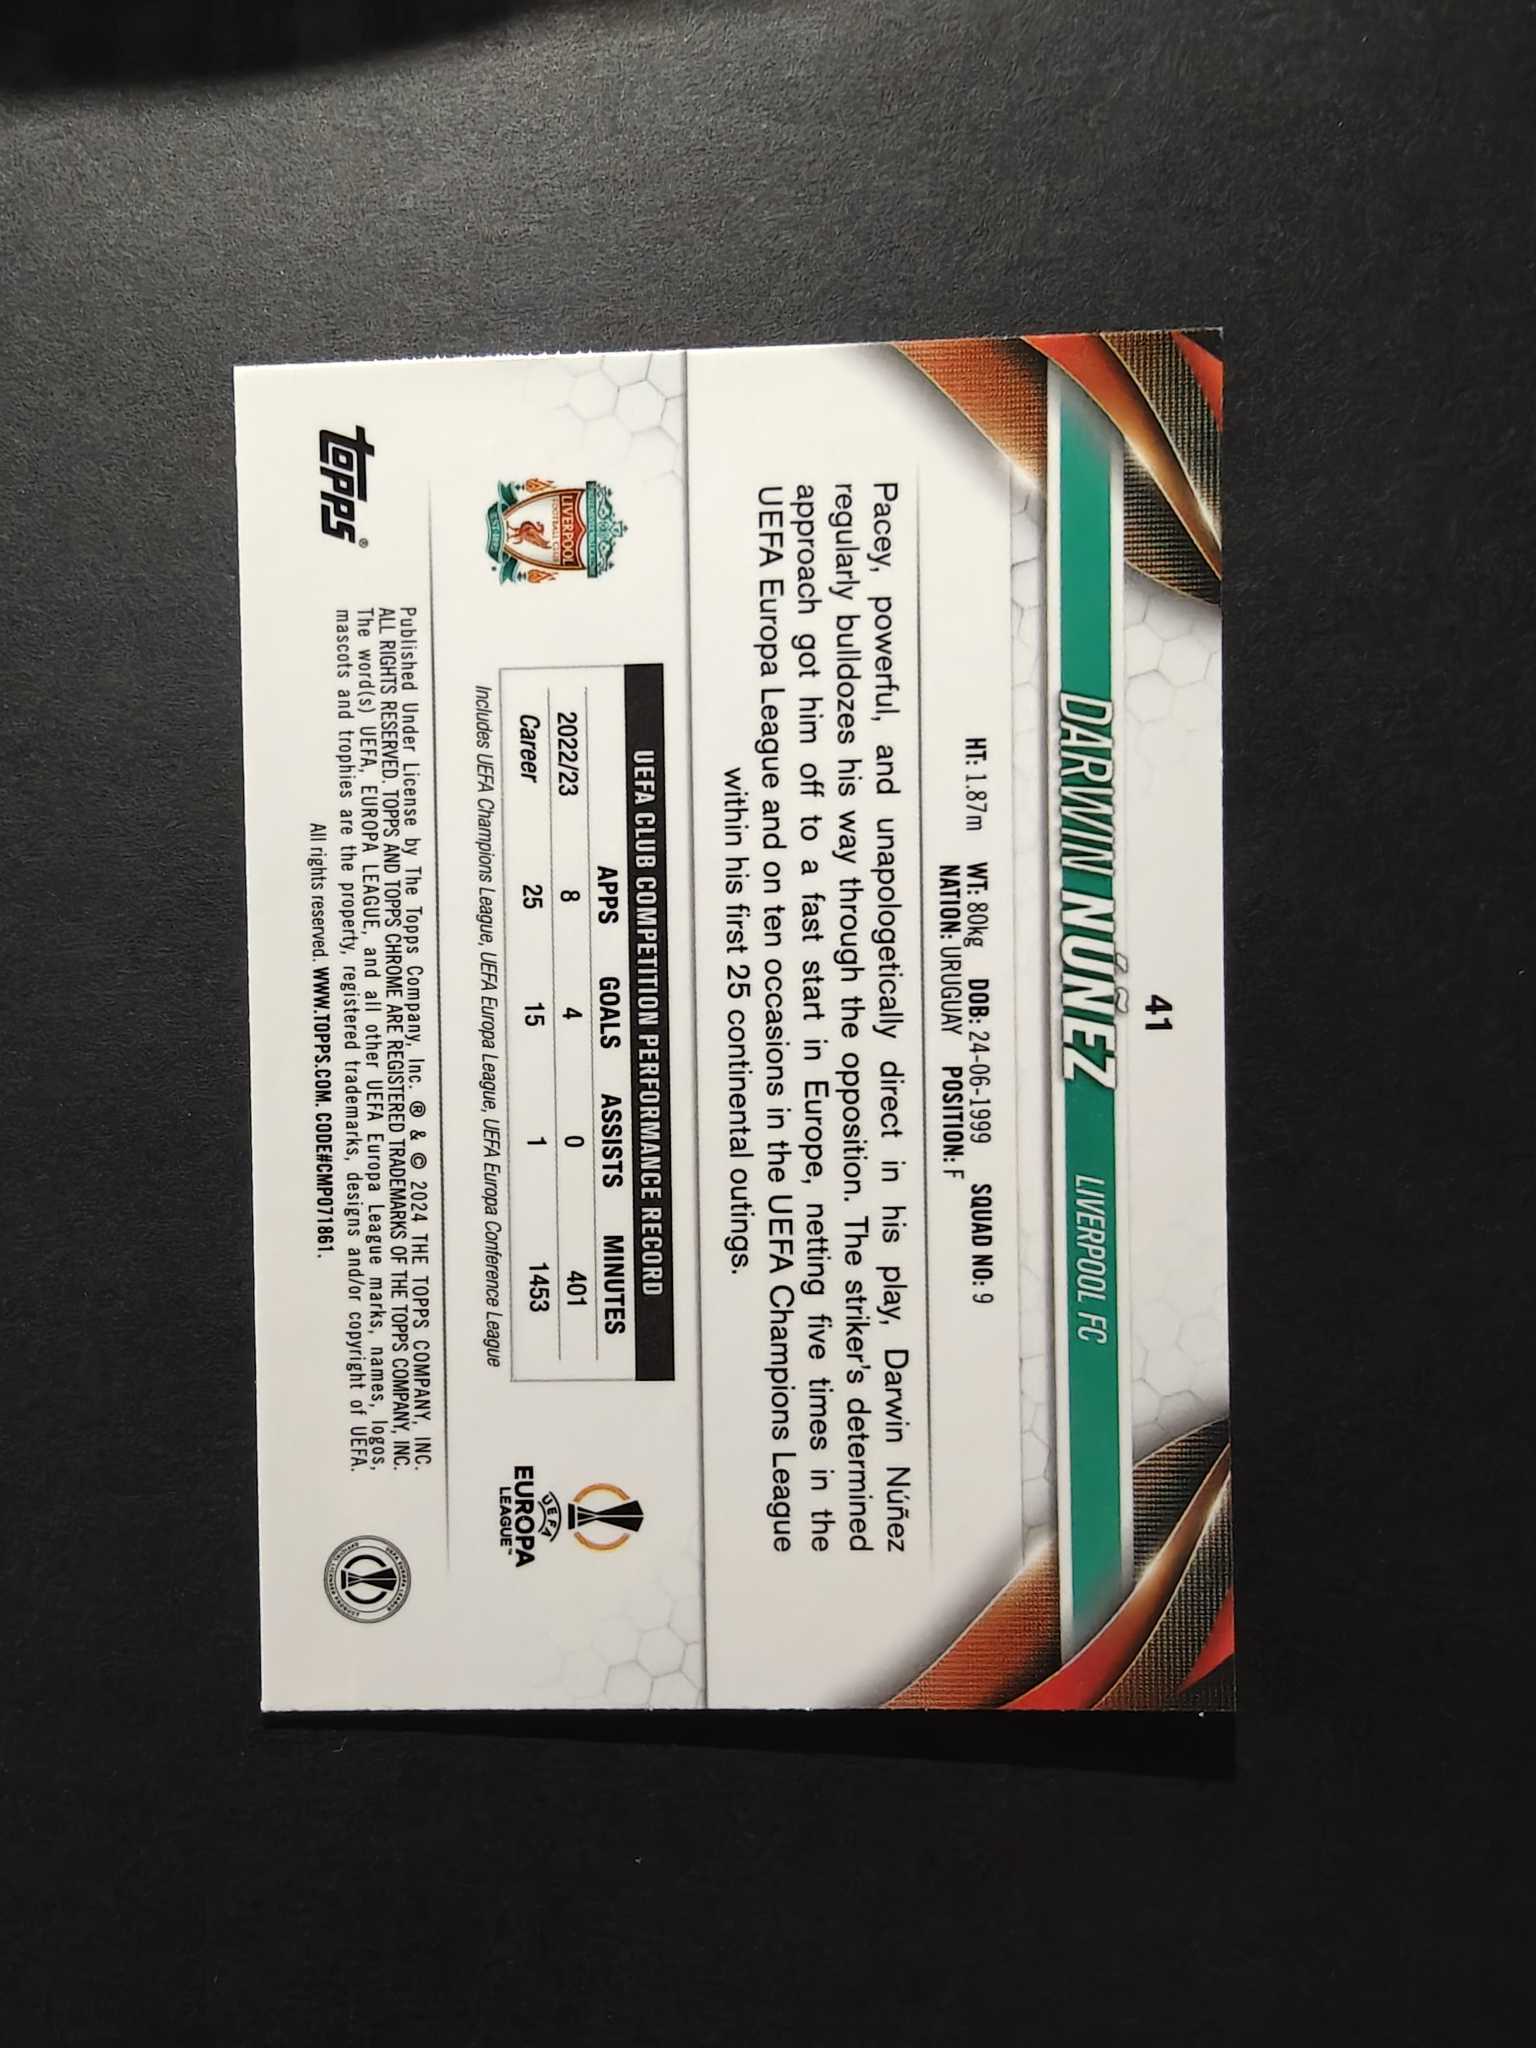 41
DARWIN NÚÑEZ LIVERPOOL FC
HT: 1.87m WT: 80kg DOB: 24-06-1999 SQUAD NO: 9
NATION: URUGUAY POSITION: F
Pacey, powerful, and unapologetically direct in his play, Darwin Núñez
regularly bulldozes his way through the opposition. The striker's determined
approach got him off to a fast start in Europe, netting five times in the
UEFA Europa League and on ten occasions in the UEFA Champions League
within his first 25 continental outings.
LIVERPOOL
FOOTBALL CLUB
UEFA CLUB COMPETITION PERFORMANCE RECORD
APPS GOALS ASSISTS MINUTES
2022/23 8 4 0 401
Career 25 15 1 1453
Includes UEFA Champions League, UEFA Europa League, UEFA Europa Conference League
UEFA
EUROPA
LEAGUE™
topps®
Published Under License by The Topps Company, Inc. ® & © 2024 THE TOPPS COMPANY, INC.
ALL RIGHTS RESERVED. TOPPS AND TOPPS CHROME ARE REGISTERED TRADEMARKS OF THE TOPPS COMPANY, INC.
The word(s) UEFA, EUROPA LEAGUE, and all other UEFA Europa League marks, names, logos,
mascots and trophies are the property, registered trademarks, designs and/or copyright of UEFA.
All rights reserved. WWW.TOPPS.COM. CODE#CMP071861.